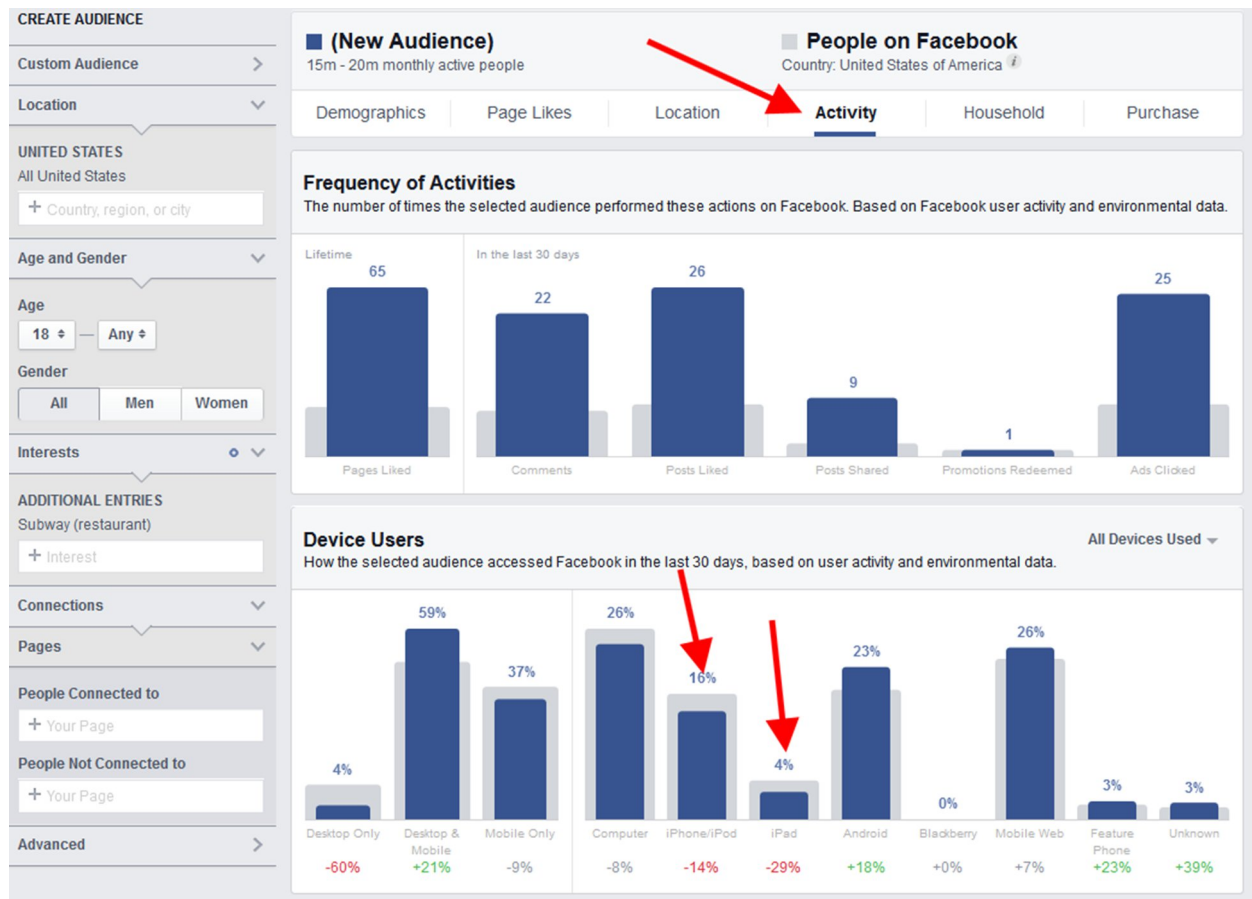 CREATE AUDIENCE
Custom Audience
Location
UNITED STATES
All United States
+ Country, region, or city
Age and Gender
Age
18 — Any
Gender
All Men Women
Interests
ADDITIONAL ENTRIES
Subway (restaurant)
+ Interest
Connections
Pages
People Connected to
+ Your Page
People Not Connected to
+ Your Page
Advanced
(New Audience)
15m - 20m monthly active people
People on Facebook
Country: United States of America i
Demographics Page Likes Location Activity Household Purchase
Frequency of Activities
The number of times the selected audience performed these actions on Facebook. Based on Facebook user activity and environmental data.
Lifetime
65
Pages Liked
In the last 30 days
22 26 9 1 25
Comments Posts Liked Posts Shared Promotions Redeemed Ads Clicked
Device Users
All Devices Used
How the selected audience accessed Facebook in the last 30 days, based on user activity and environmental data.
4% 59% 37%
Desktop Only Desktop & Mobile Only
Mobile
-60% +21% -9%
26% 16% 4% 23% 0% 26% 3% 3%
Computer iPhone/iPod iPad Android Blackberry Mobile Web Feature Unknown
Phone
-8% -14% -29% +18% +0% +7% +23% +39%